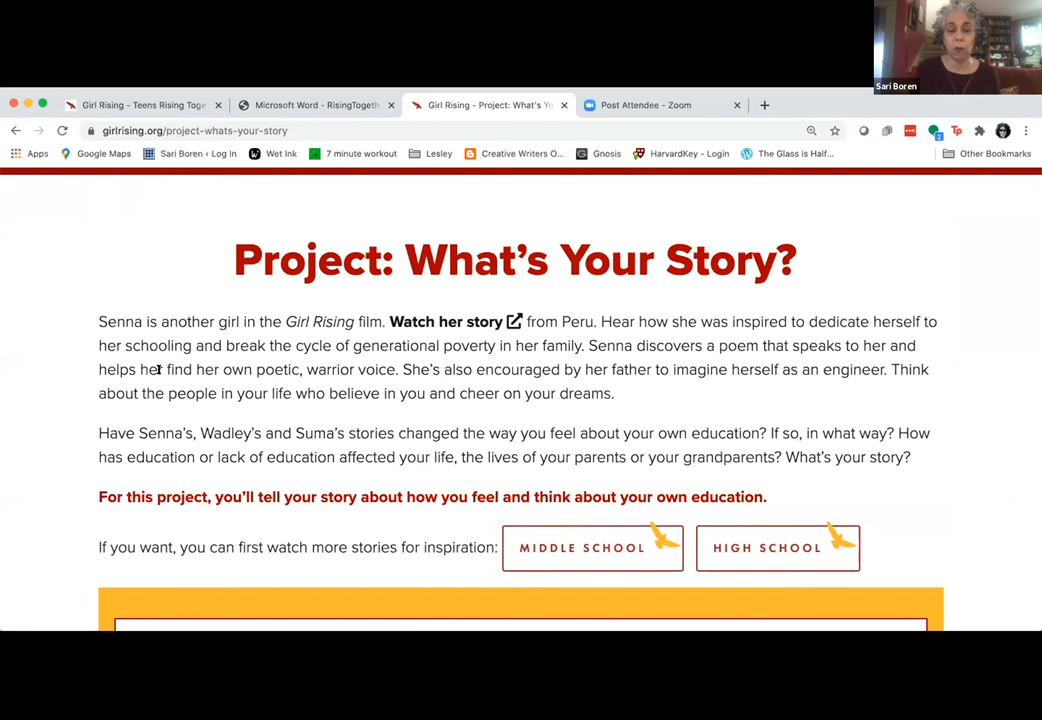 Sari Boren
Girl Rising - Teens Rising Toge
Microsoft Word - RisingTogeth
Girl Rising - Project: What's Yo
Post Attendee - Zoom
girlrising.org/project-whats-your-story
Apps
Google Maps
Sari Boren ‹ Log In
Wet Ink
7 minute workout
Lesley
Creative Writers O...
Gnosis
HarvardKey - Login
The Glass is Half...
Other Bookmarks
Project: What's Your Story?
Senna is another girl in the Girl Rising film. Watch her story from Peru. Hear how she was inspired to dedicate herself to
her schooling and break the cycle of generational poverty in her family. Senna discovers a poem that speaks to her and
helps her find her own poetic, warrior voice. She's also encouraged by her father to imagine herself as an engineer. Think
about the people in your life who believe in you and cheer on your dreams.
Have Senna's, Wadley's and Suma's stories changed the way you feel about your own education? If so, in what way? How
has education or lack of education affected your life, the lives of your parents or your grandparents? What's your story?
For this project, you'll tell your story about how you feel and think about your own education.
If you want, you can first watch more stories for inspiration:
MIDDLE SCHOOL
HIGH SCHOOL